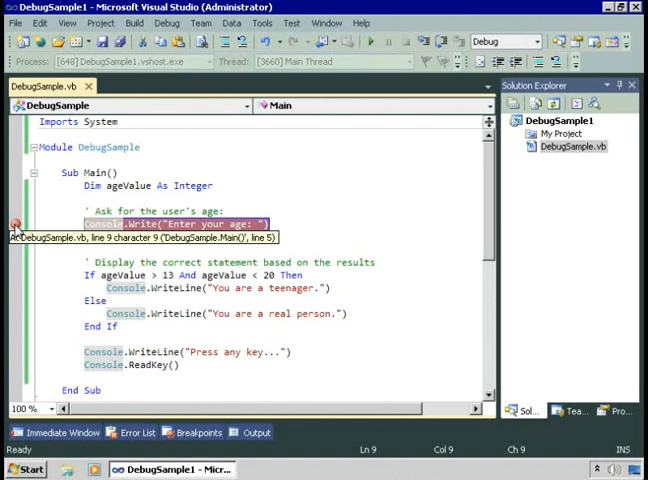 DebugSample1 - Microsoft Visual Studio (Administrator)
File Edit View Project Build Debug Team Data Tools Test Window Help
Debug
Process: [648] DebugSample1.vshost.exe Thread: [3660] Main Thread
DebugSample.vb
DebugSample Main
Imports System
Module DebugSample
Sub Main()
Dim ageValue As Integer
' Ask for the user's age:
Console.Write("Enter your age: ")
At DebugSample.vb, line 9 character 9 ('DebugSample.Main()', line 5)
' Display the correct statement based on the results
If ageValue > 13 And ageValue < 20 Then
Console.WriteLine("You are a teenager.")
Else
Console.WriteLine("You are a real person.")
End If
Console.WriteLine("Press any key...")
Console.ReadKey()
End Sub
100 %
Solution Explorer
DebugSample1
My Project
DebugSample.vb
Sol... Tea... Pro...
Immediate Window Error List Breakpoints Output
Ready Ln 9 Col 9 Ch 9 INS
Start DebugSample1 - Micr...